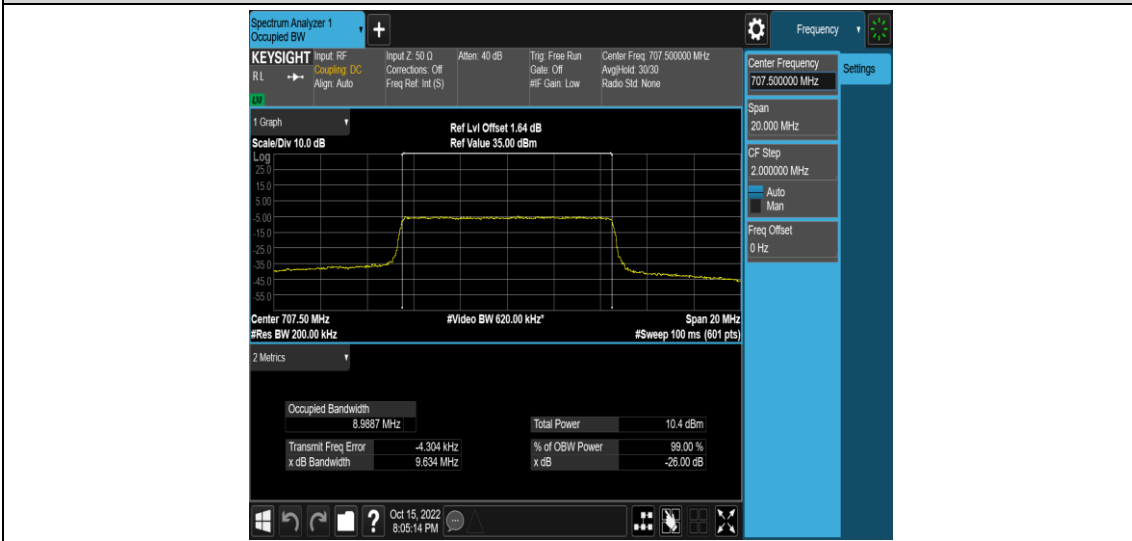 Spectrum Analyzer 1
Occupied BW
+
Frequency
KEYSIGHT Input: RF Input Z: 50 Ω Atten: 40 dB Trig: Free Run Center Freq: 707.500000 MHz
RL Coupling: DC Corrections: Off Gate: Off Avg|Hold: 30/30
Align: Auto Freq Ref: Int (S) #IF Gain: Low Radio Std: None
LXI
Center Frequency
707.500000 MHz
Settings
Span
20.000 MHz
CF Step
2.000000 MHz
Auto
Man
Freq Offset
0 Hz
1 Graph
Ref Lvl Offset 1.64 dB
Scale/Div 10.0 dB Ref Value 35.00 dBm
Log
25.0
15.0
5.00
-5.00
-15.0
-25.0
-35.0
-45.0
-55.0
Center 707.50 MHz #Video BW 620.00 kHz* Span 20 MHz
#Res BW 200.00 kHz #Sweep 100 ms (601 pts)
2 Metrics
Occupied Bandwidth
8.9887 MHz Total Power 10.4 dBm
Transmit Freq Error -4.304 kHz % of OBW Power 99.00 %
x dB Bandwidth 9.634 MHz x dB -26.00 dB
? Oct 15, 2022
8:05:14 PM